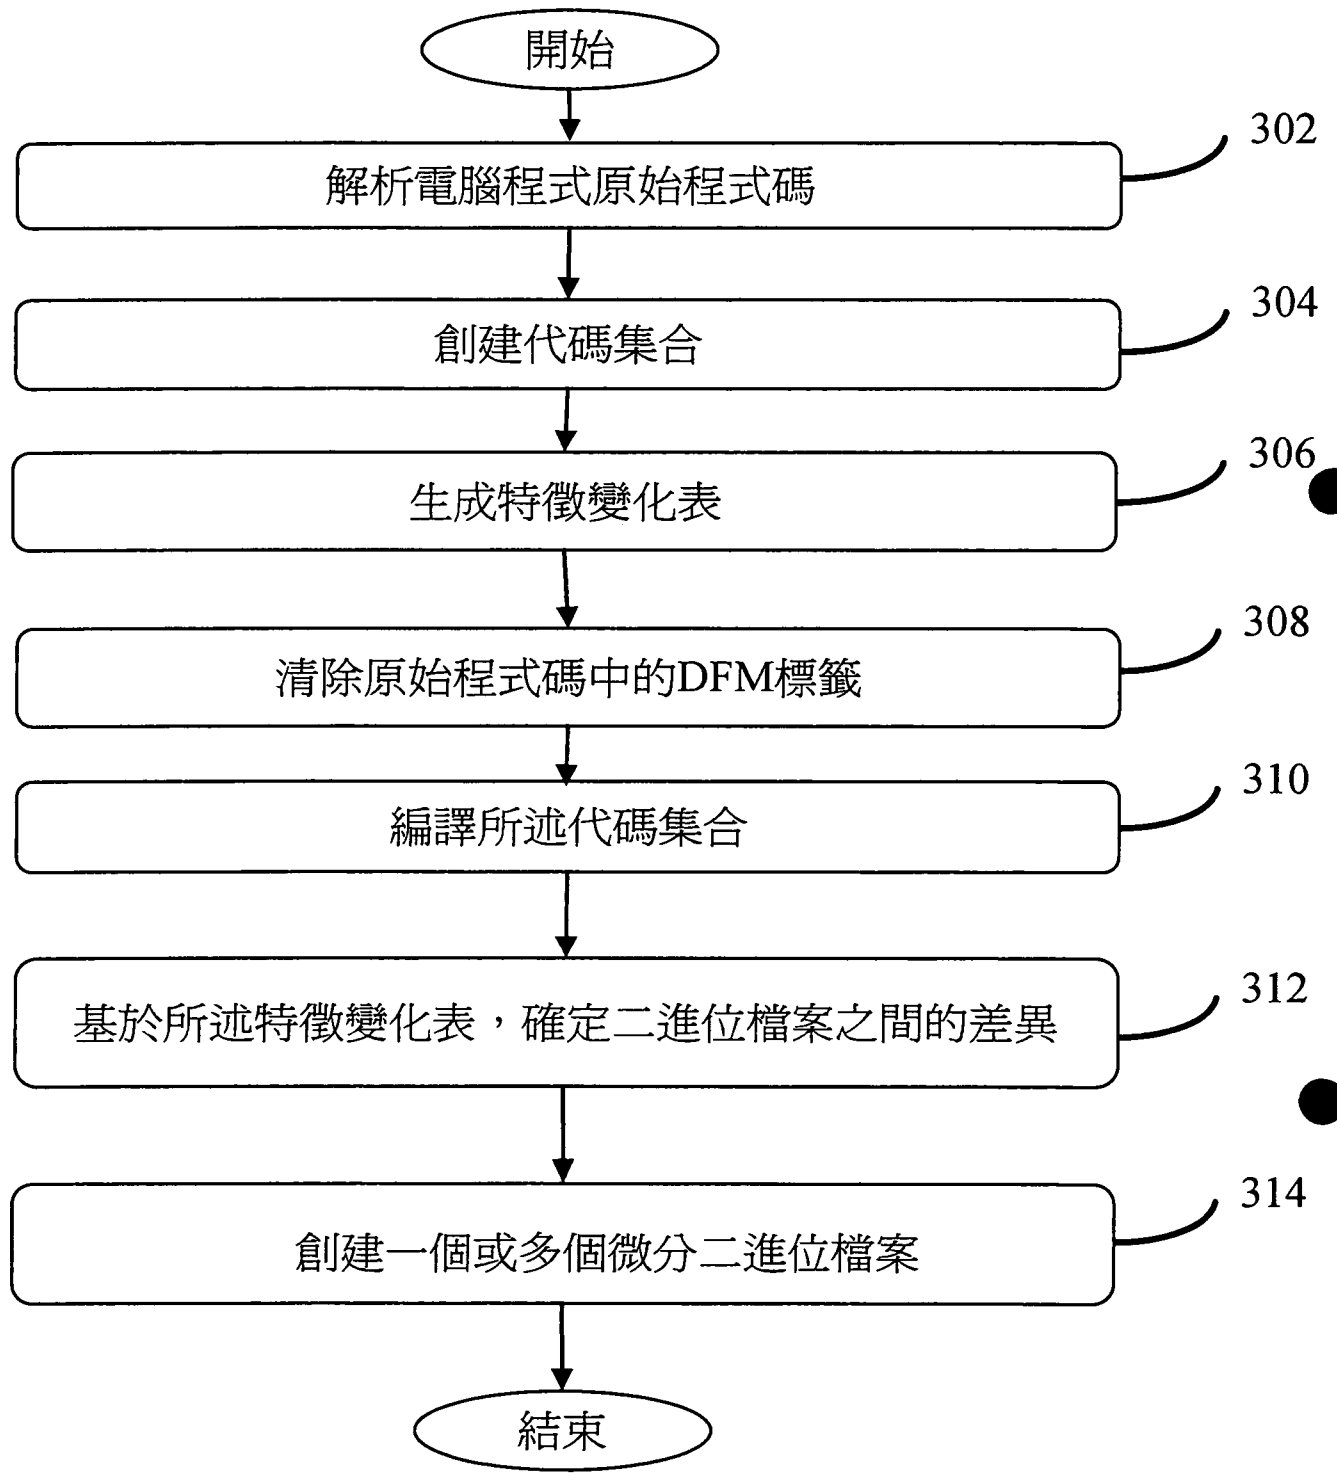 開始
302
解析電腦程式原始程式碼
304
創建代碼集合
306
生成特徵變化表
308
清除原始程式碼中的DFM標籤
310
編譯所述代碼集合
312
基於所述特徵變化表，確定二進位檔案之間的差異
314
創建一個或多個微分二進位檔案
結束